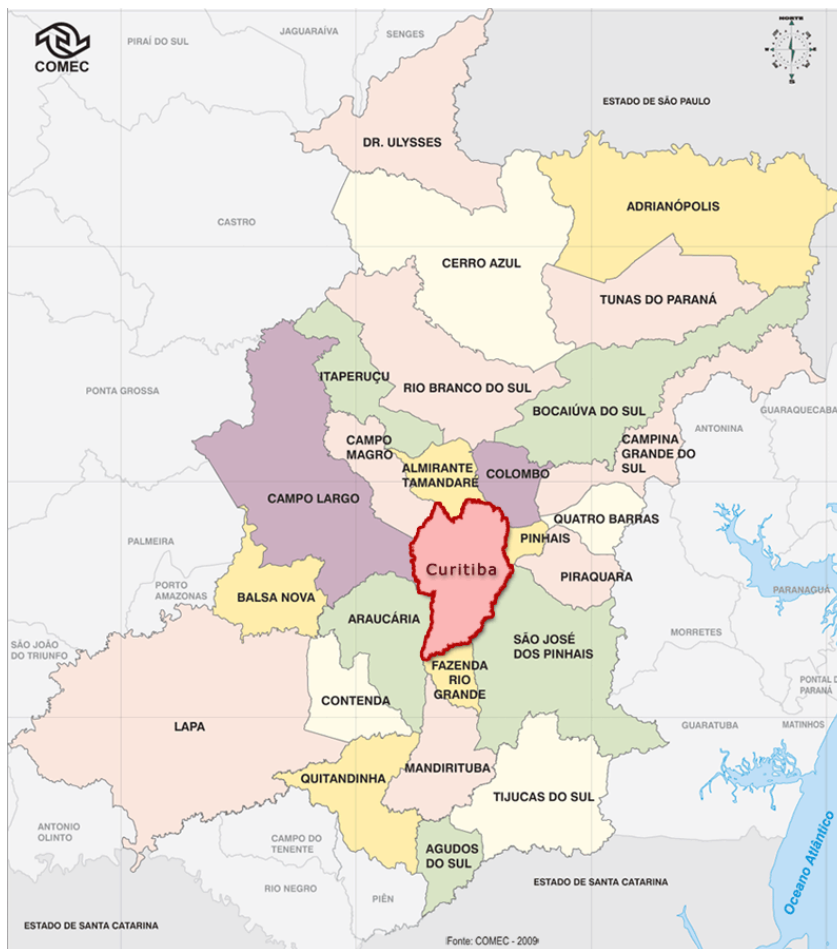 NORTE
S
COMEC
PIRAÍ DO SUL
JAGUARAÍVA
SENGES
ESTADO DE SÃO PAULO
DR. ULYSSES
ADRIANÓPOLIS
CASTRO
CERRO AZUL
TUNAS DO PARANÁ
ITAPERUÇU
RIO BRANCO DO SUL
PONTA GROSSA
BOCAIÚVA DO SUL
GUARAQUEÇABA
ANTONINA
CAMPO
MAGRO
CAMPINA
GRANDE DO
SUL
ALMIRANTE
TAMANDARÉ
COLOMBO
CAMPO LARGO
QUATRO BARRAS
PINHAIS
PALMEIRA
Curitiba
PIRAQUARA
PORTO
AMAZONAS
BALSA NOVA
PARANAGUÁ
ARAUCÁRIA
SÃO JOSÉ
DOS PINHAIS
MORRETES
SÃO JOÃO
DO TRIUNFO
FAZENDA
RIO
GRANDE
PONTAL DE
PARANÁ
CONTENDA
LAPA
GUARATUBA
MATINHOS
MANDIRITUBA
QUITANDINHA
TIJUCAS DO SUL
ANTONIO
OLINTO
CAMPO DO
TENENTE
AGUDOS
DO SUL
Oceano Atlântico
RIO NEGRO
PIÊN
ESTADO DE SANTA CATARINA
ESTADO DE SANTA CATARINA
Fonte: COMEC - 2009